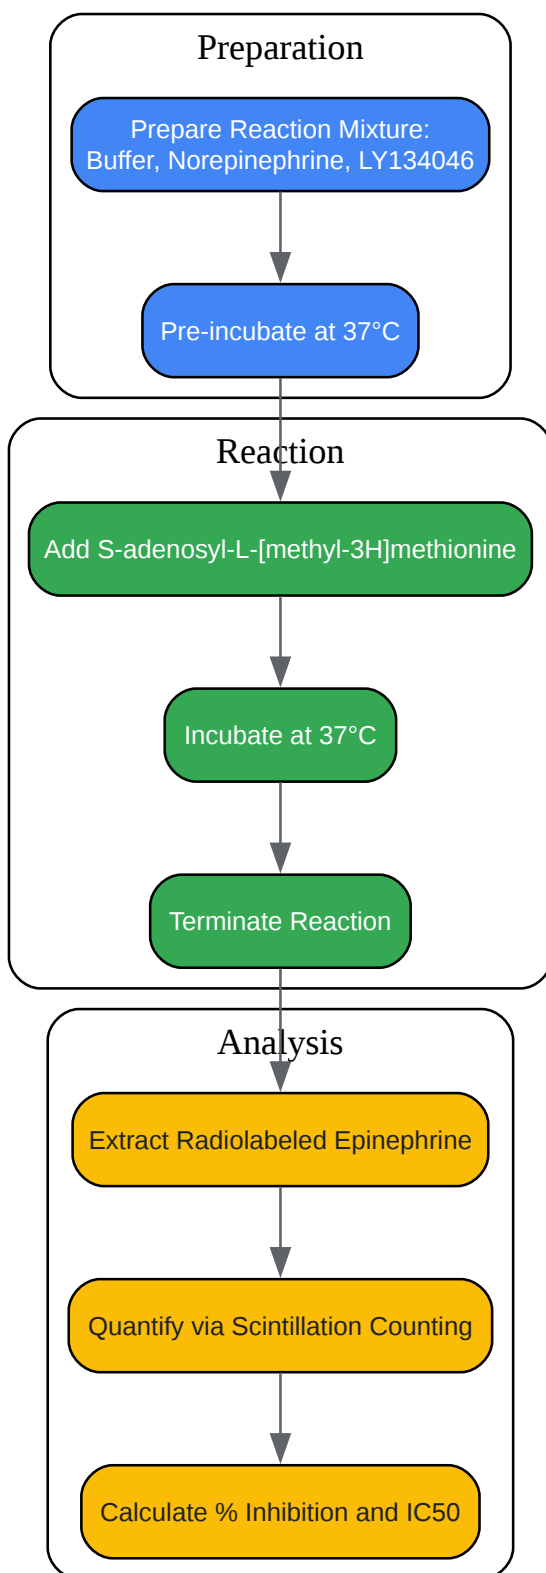 Preparation
Prepare Reaction Mixture:
Buffer, Norepinephrine, LY134046
Pre-incubate at 37°C
Reaction
Add S-adenosyl-L-[methyl-3H]methionine
Incubate at 37°C
Terminate Reaction
Analysis
Extract Radiolabeled Epinephrine
Quantify via Scintillation Counting
Calculate % Inhibition and IC50